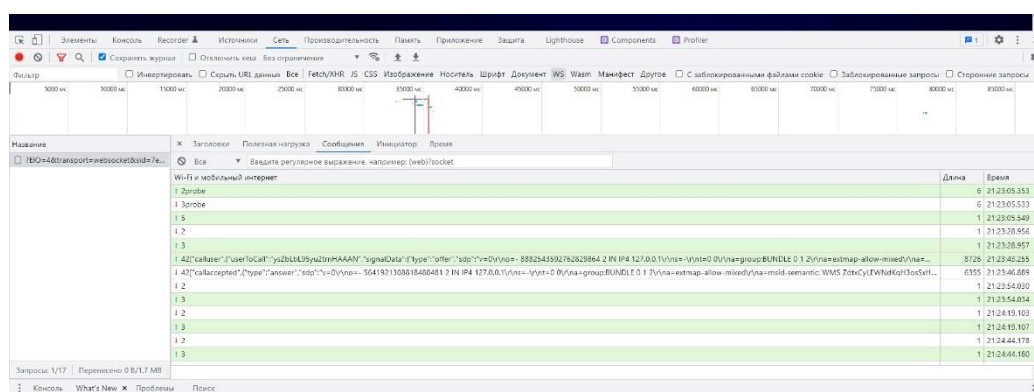 Элементы Консоль Recorder Источники Сеть Производительность Память Приложение Защита Lighthouse Components Profiler 1
Сохранять журнал Отключить кеш Без ограничения
Фильтр Инвертировать Скрыть URL данных Все Fetch/XHR JS CSS Изображение Носитель Шрифт Документ WS Wasm Манифест Другое С заблокированными файлами cookie Заблокированные запросы Сторонние запросы
5000 мс 10000 мс 15000 мс 20000 мс 25000 мс 30000 мс 35000 мс 40000 мс 45000 мс 50000 мс 55000 мс 60000 мс 65000 мс 70000 мс 75000 мс 80000 мс 85000 мс
Название × Заголовки Полезная нагрузка Сообщения Инициатор Время
?EIO=4&transport=websocket&sid=7e... Все Введите регулярное выражение, например: (web)?socket
Wi-Fi и мобильный интернет Длина Время
↑ 2probe 6 21:23:05.353
↓ 3probe 6 21:23:05.533
↑ 5 1 21:23:05.549
↓ 2 1 21:23:28.956
↑ 3 1 21:23:28.957
↑ 42["calluser",{"userToCall":"ysZbLbL95yu2trnHAAAN","signalData":{"type":"offer","sdp":"v=0\r\no=- 8882543592762829864 2 IN IP4 127.0.0.1\r\ns=-\r\nt=0 0\r\na=group:BUNDLE 0 1 2\r\na=extmap-allow-mixed\r\na=... 8726 21:23:43.255
↓ 42["callaccepted",{"type":"answer","sdp":"v=0\r\no=- 5641921308818488481 2 IN IP4 127.0.0.1\r\ns=-\r\nt=0 0\r\na=group:BUNDLE 0 1 2\r\na=extmap-allow-mixed\r\na=msid-semantic: WMS ZdtxCyLEWNdKqH3osSxH... 6355 21:23:46.889
↓ 2 1 21:23:54.030
↑ 3 1 21:23:54.034
↓ 2 1 21:24:19.103
↑ 3 1 21:24:19.107
↓ 2 1 21:24:44.178
↑ 3 1 21:24:44.180
Запросы: 1/17 Перенесено 0 B/1.7 MB
Консоль What's New × Проблемы Поиск